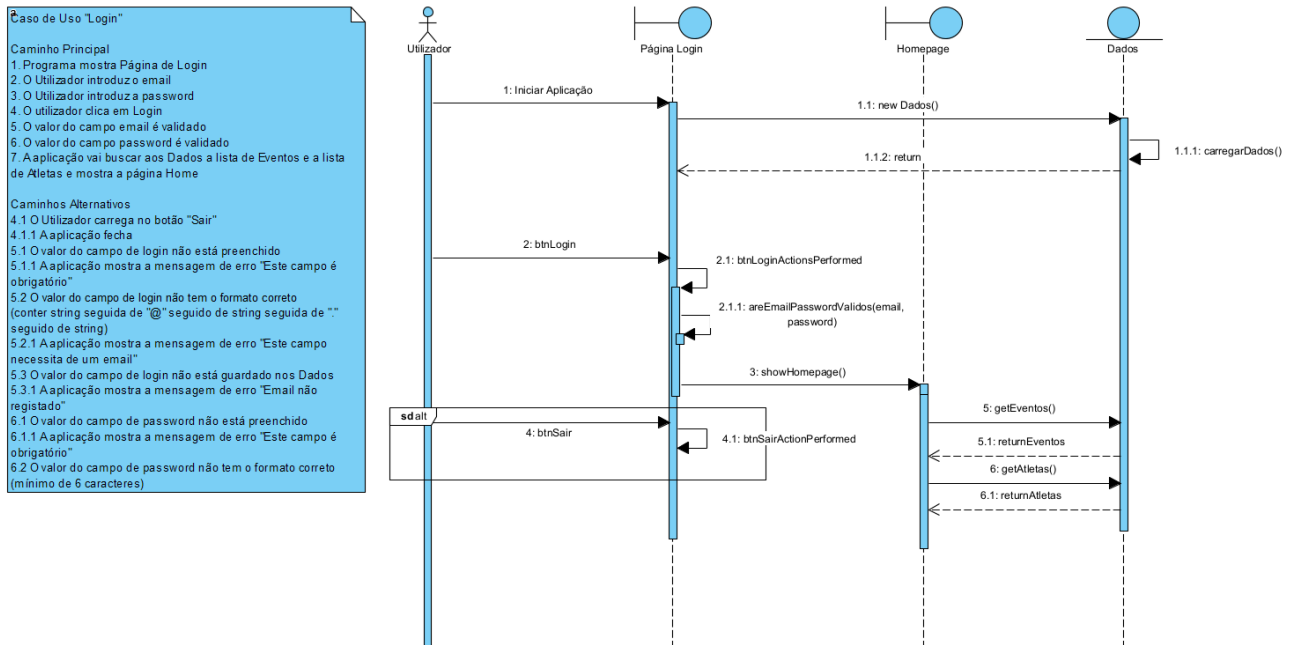 a
Caso de Uso "Login"
Caminho Principal
1. Programa mostra Página de Login
2. O Utilizador introduz o email
3. O Utilizador introduz a password
4. O utilizador clica em Login
5. O valor do campo email é validado
6. O valor do campo password é validado
7. A aplicação vai buscar aos Dados a lista de Eventos e a lista
de Atletas e mostra a página Home
Caminhos Alternativos
4.1 O Utilizador carrega no botão "Sair"
4.1.1 A aplicação fecha
5.1 O valor do campo de login não está preenchido
5.1.1 A aplicação mostra a mensagem de erro "Este campo é
obrigatório"
5.2 O valor do campo de login não tem o formato correto
(conter string seguida de "@" seguido de string seguida de "."
seguido de string)
5.2.1 A aplicação mostra a mensagem de erro "Este campo
necessita de um email"
5.3 O valor do campo de login não está guardado nos Dados
5.3.1 A aplicação mostra a mensagem de erro "Email não
registado"
6.1 O valor do campo de password não está preenchido
6.1.1 A aplicação mostra a mensagem de erro "Este campo é
obrigatório"
6.2 O valor do campo de password não tem o formato correto
(mínimo de 6 caracteres)
Utilizador
Página Login
Homepage
Dados
1: Iniciar Aplicação
1.1: new Dados()
1.1.1: carregarDados()
1.1.2: return
2: btnLogin
2.1: btnLoginActionsPerformed
2.1.1: areEmailPasswordValidos(email,
password)
3: showHomepage()
sd alt
4: btnSair
4.1: btnSairActionPerformed
5: getEventos()
5.1: returnEventos
6: getAtletas()
6.1: returnAtletas